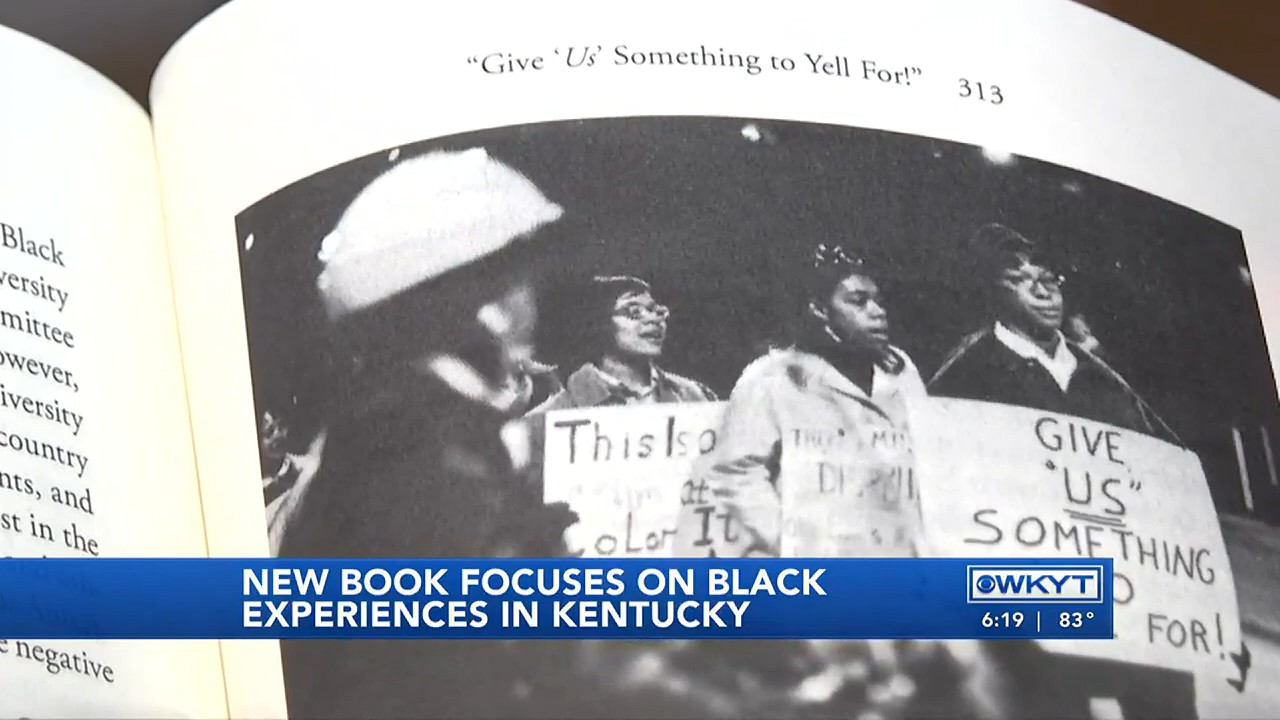 “Give ‘Us’ Something to Yell For!” 313
Black
versity
mmittee
owever,
iversity
country
nts, and
st in the
e negative
This Is a
at-
Color It
GIVE
“US”
SOMETHING
FOR!
NEW BOOK FOCUSES ON BLACK
EXPERIENCES IN KENTUCKY
WKYT
6:19 | 83°